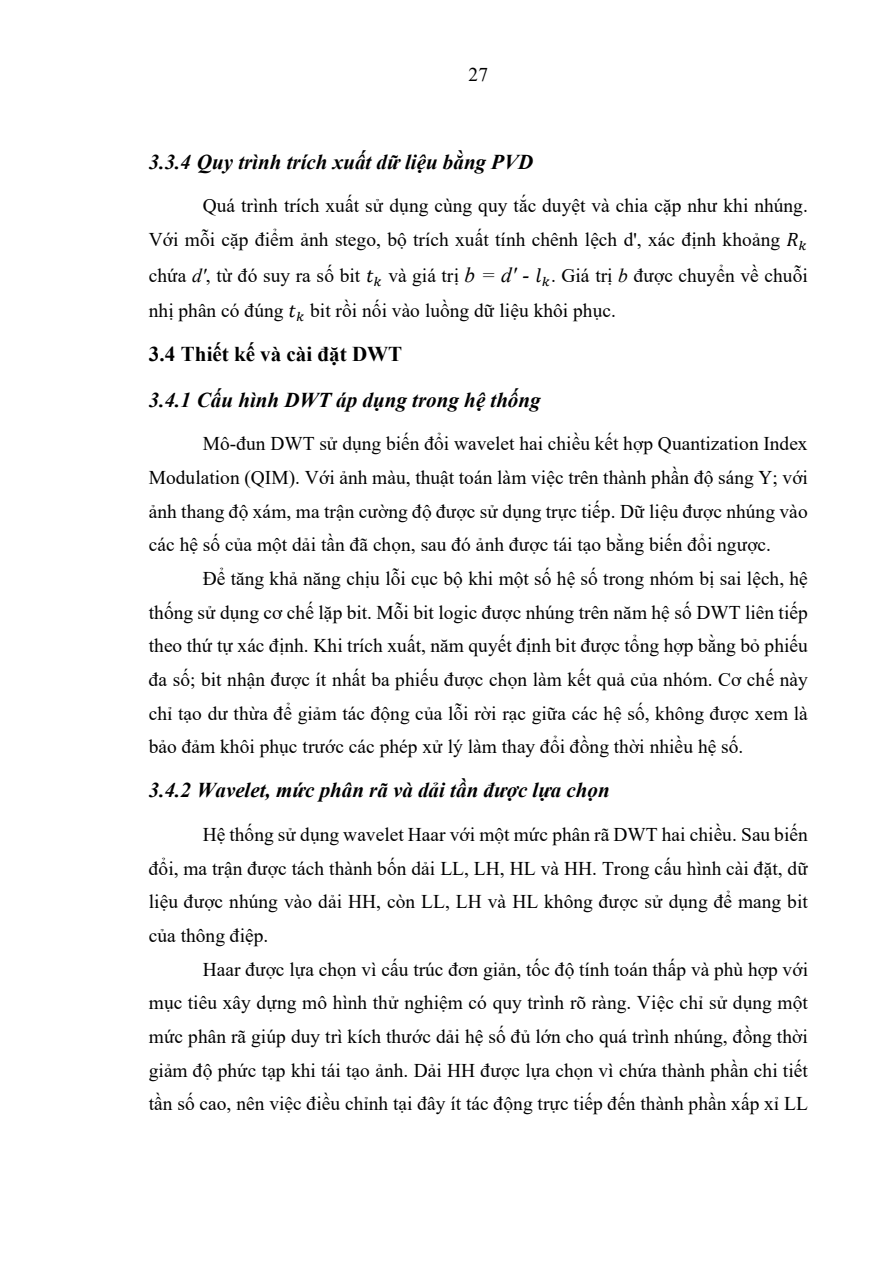 27
3.3.4 Quy trình trích xuất dữ liệu bằng PVD
Quá trình trích xuất sử dụng cùng quy tắc duyệt và chia cặp như khi nhúng.
Với mỗi cặp điểm ảnh stego, bộ trích xuất tính chênh lệch d', xác định khoảng Rₖ
chứa d', từ đó suy ra số bit tₖ và giá trị b = d' - lₖ. Giá trị b được chuyển về chuỗi
nhị phân có đúng tₖ bit rồi nối vào luồng dữ liệu khôi phục.
3.4 Thiết kế và cài đặt DWT
3.4.1 Cấu hình DWT áp dụng trong hệ thống
Mô-đun DWT sử dụng biến đổi wavelet hai chiều kết hợp Quantization Index
Modulation (QIM). Với ảnh màu, thuật toán làm việc trên thành phần độ sáng Y; với
ảnh thang độ xám, ma trận cường độ được sử dụng trực tiếp. Dữ liệu được nhúng vào
các hệ số của một dải tần đã chọn, sau đó ảnh được tái tạo bằng biến đổi ngược.
Để tăng khả năng chịu lỗi cục bộ khi một số hệ số trong nhóm bị sai lệch, hệ
thống sử dụng cơ chế lặp bit. Mỗi bit logic được nhúng trên năm hệ số DWT liên tiếp
theo thứ tự xác định. Khi trích xuất, năm quyết định bit được tổng hợp bằng bỏ phiếu
đa số; bit nhận được ít nhất ba phiếu được chọn làm kết quả của nhóm. Cơ chế này
chỉ tạo dư thừa để giảm tác động của lỗi rời rạc giữa các hệ số, không được xem là
bảo đảm khôi phục trước các phép xử lý làm thay đổi đồng thời nhiều hệ số.
3.4.2 Wavelet, mức phân rã và dải tần được lựa chọn
Hệ thống sử dụng wavelet Haar với một mức phân rã DWT hai chiều. Sau biến
đổi, ma trận được tách thành bốn dải LL, LH, HL và HH. Trong cấu hình cài đặt, dữ
liệu được nhúng vào dải HH, còn LL, LH và HL không được sử dụng để mang bit
của thông điệp.
Haar được lựa chọn vì cấu trúc đơn giản, tốc độ tính toán thấp và phù hợp với
mục tiêu xây dựng mô hình thử nghiệm có quy trình rõ ràng. Việc chỉ sử dụng một
mức phân rã giúp duy trì kích thước dải hệ số đủ lớn cho quá trình nhúng, đồng thời
giảm độ phức tạp khi tái tạo ảnh. Dải HH được lựa chọn vì chứa thành phần chi tiết
tần số cao, nên việc điều chỉnh tại đây ít tác động trực tiếp đến thành phần xấp xỉ LL